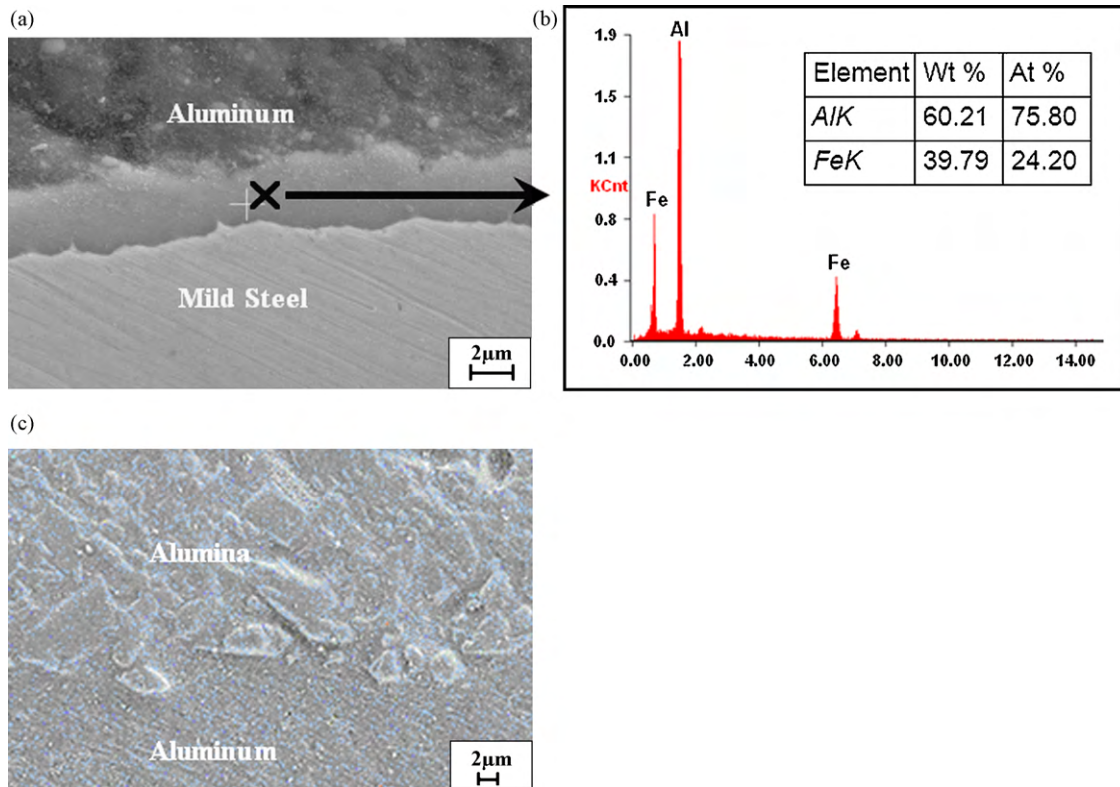 (a)
Aluminum
Mild Steel
2μm
(b)
1.9
1.5
1.1
KCnt
0.8
0.4
0.0
Al
Fe
Fe
0.00 2.00 4.00 6.00 8.00 10.00 12.00 14.00
Element Wt % At %
AlK 60.21 75.80
FeK 39.79 24.20
(c)
Alumina
Aluminum
2μm